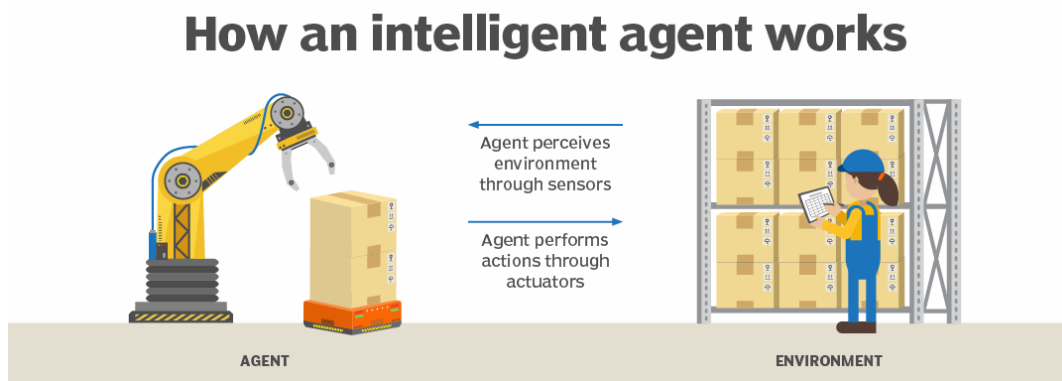 How an intelligent agent works
Agent perceives
environment
through sensors
Agent performs
actions through
actuators
AGENT
ENVIRONMENT